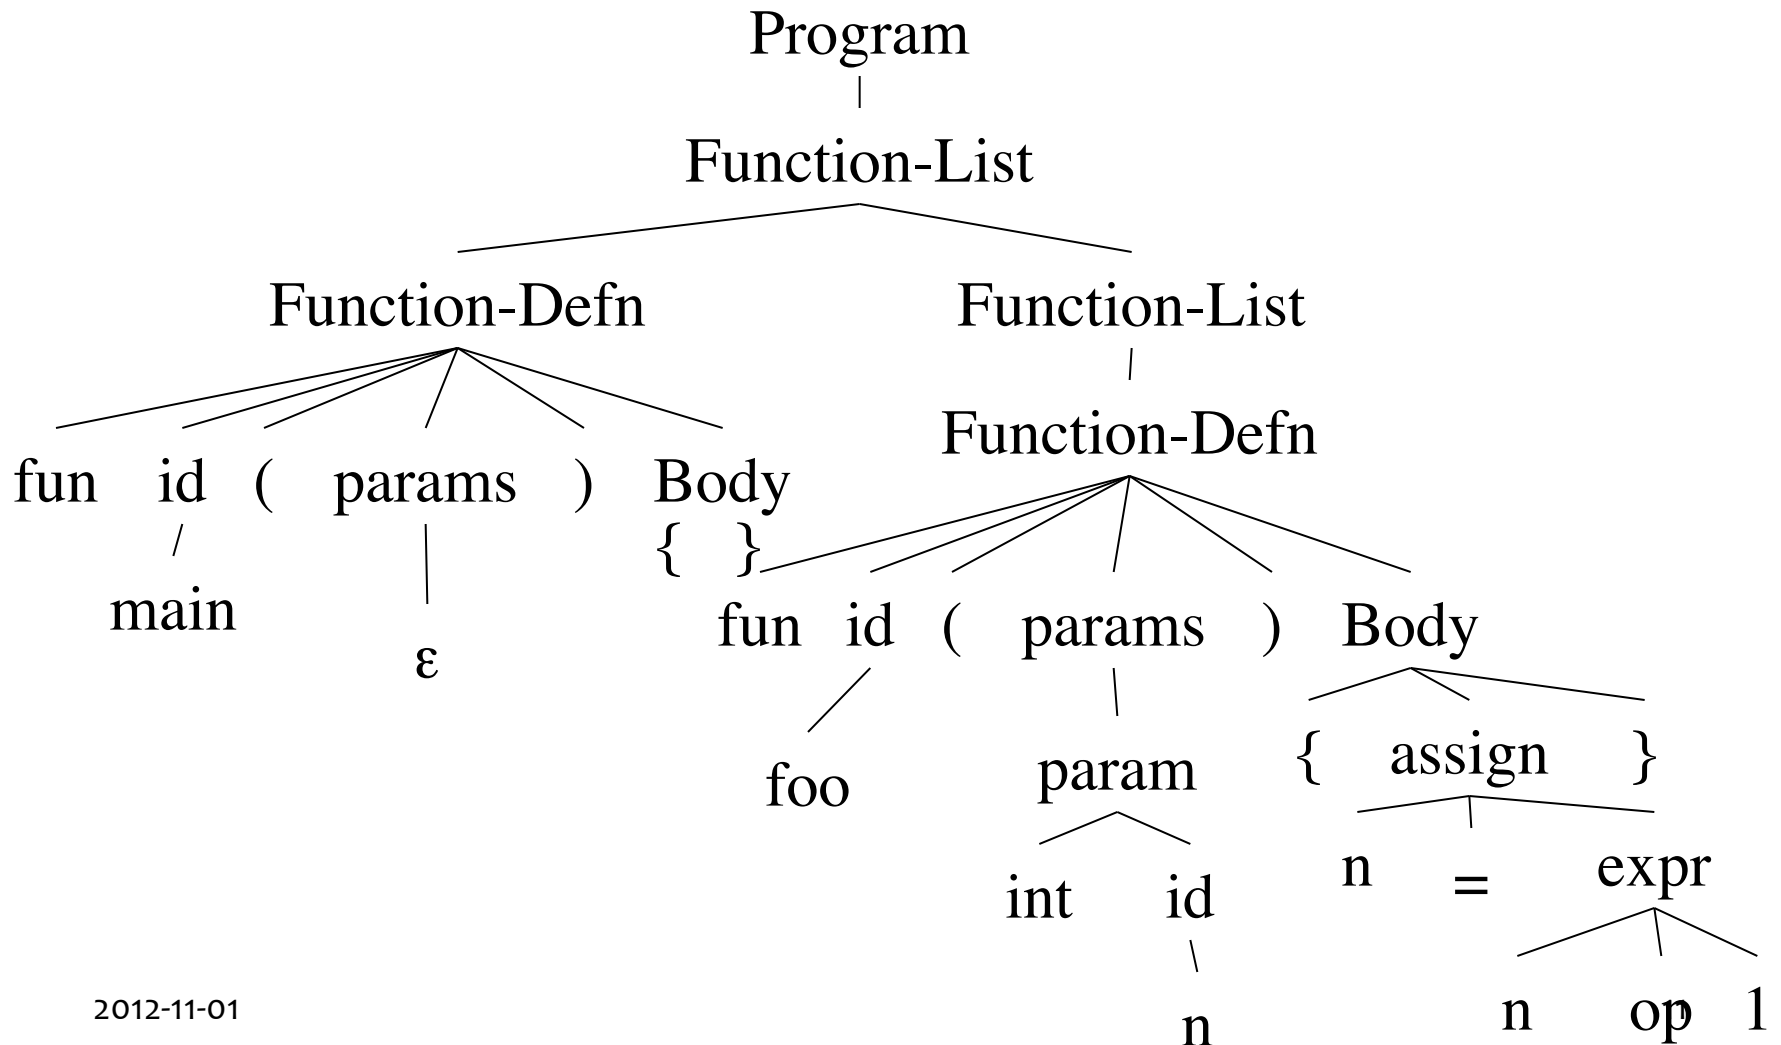 Program
Function-List
Function-Defn Function-List
Function-Defn
fun id ( params ) Body
{ }
main
ε
fun id ( params ) Body
foo
param
{ assign }
int id
n = expr
n
n op 1
2012-11-01
1